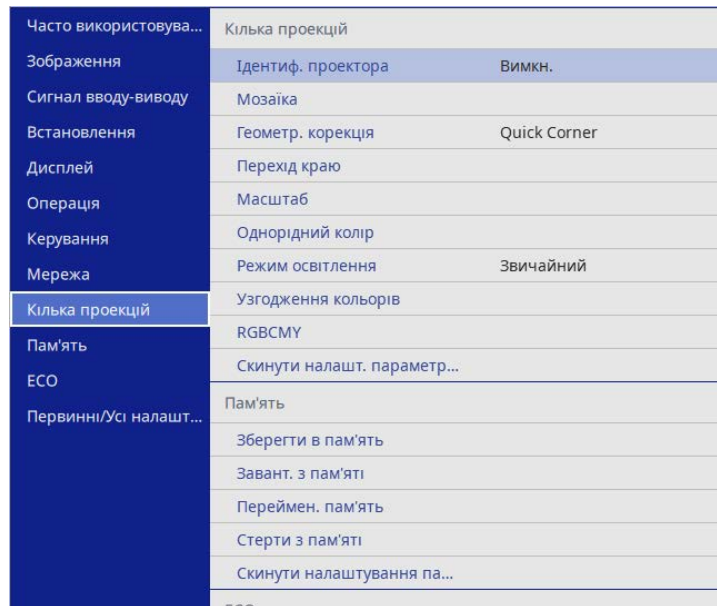 Часто використовува...
Зображення
Сигнал вводу-виводу
Встановлення
Дисплей
Операція
Керування
Мережа
Кілька проекцій
Пам'ять
ECO
Первинні/Усі налашт...
Кілька проекцій
Ідентиф. проектора Вимкн.
Мозаїка
Геометр. корекція Quick Corner
Перехід краю
Масштаб
Однорідний колір
Режим освітлення Звичайний
Узгодження кольорів
RGBCMY
Скинути налашт. параметр...
Пам'ять
Зберегти в пам'ять
Завант. з пам'яті
Переймен. пам'ять
Стерти з пам'яті
Скинути налаштування па...